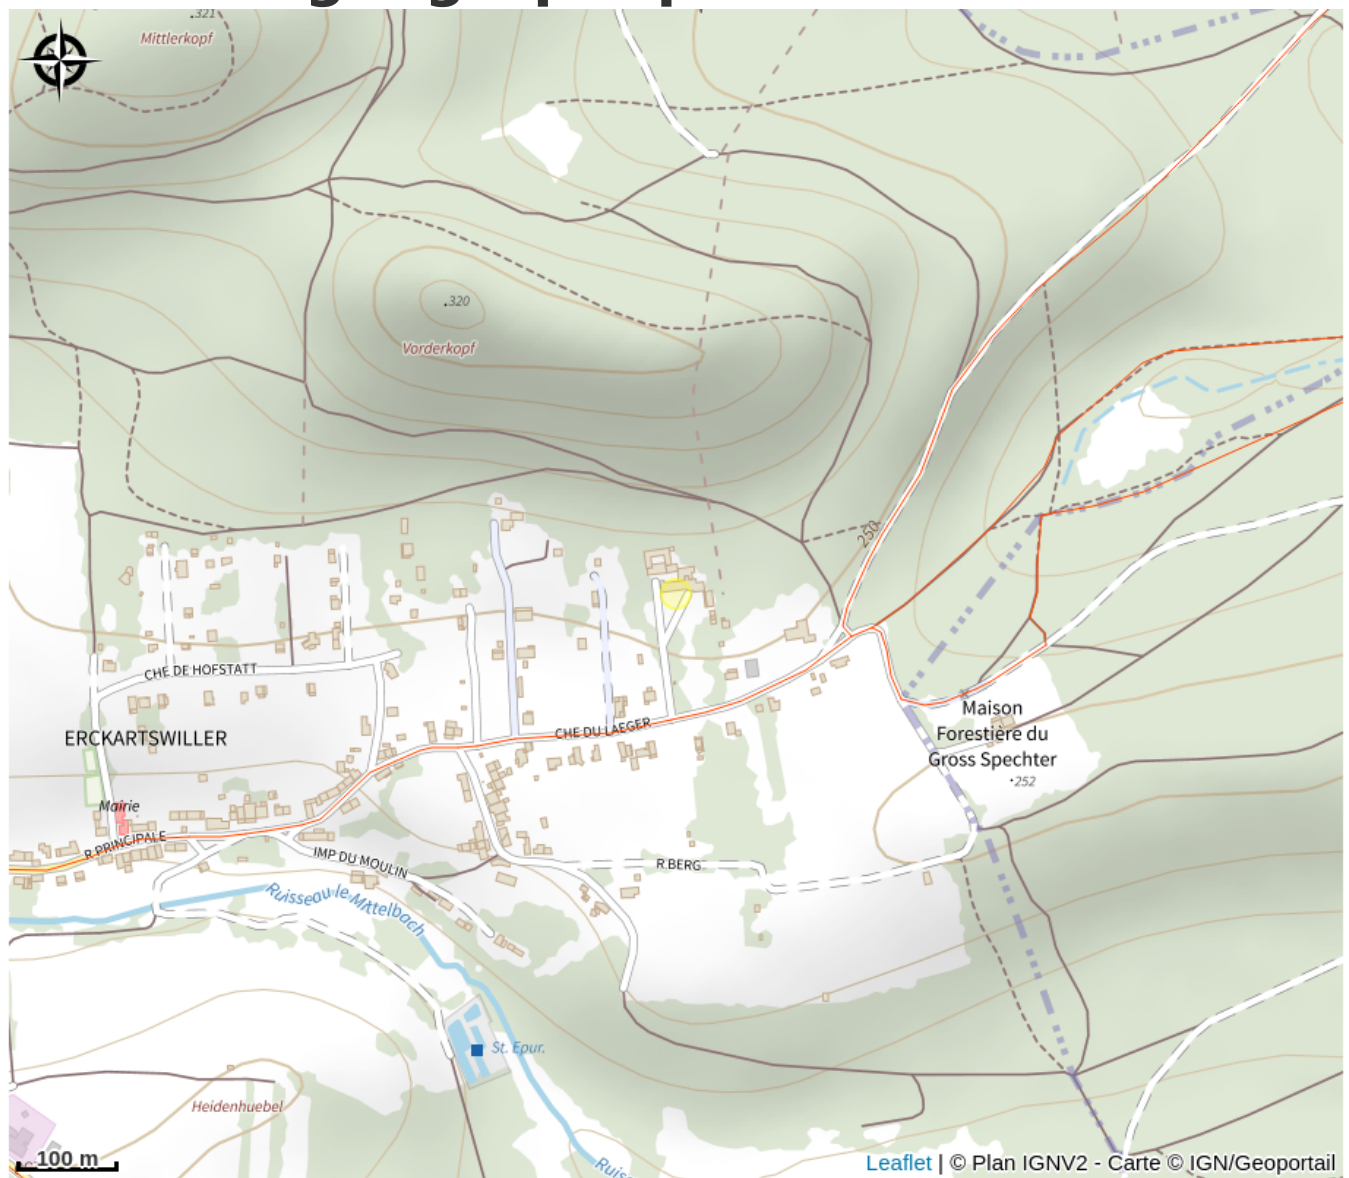 321
Mittlerkopf
320
Vorderkopf
250
CHE DE HOFSTATT
ERCKARTSWILLER
CHE DU LAEGER
Maison
Forestière du
Gross Spechter
252
Mairie
R PRINCIPALE
IMP DU MOULIN
R BERG
Ruisseau le Mittelbach
St. Epur.
Heidenhuebel
100 m
Leaflet | © Plan IGNV2 - Carte © IGN/Geoportail